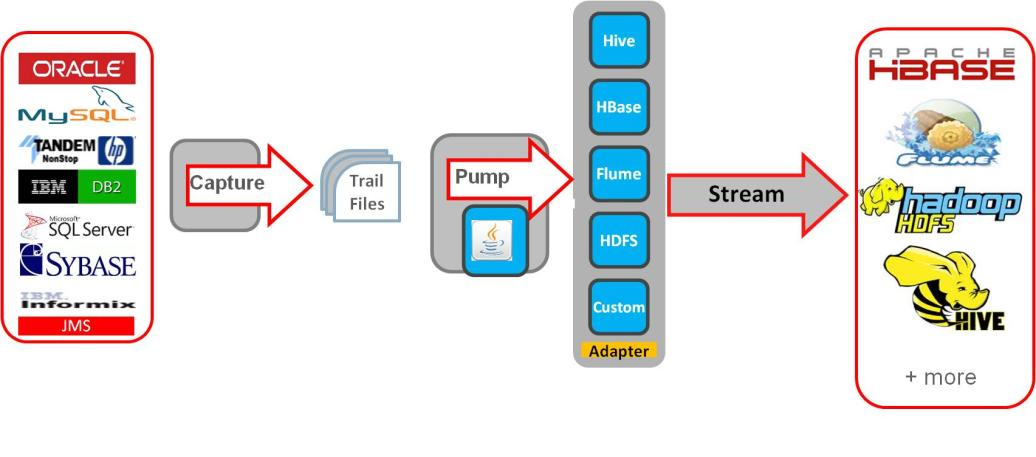 ORACLE
MySQL
TANDEM
NonStop
hp
IBM
DB2
Microsoft
SQL Server
SYBASE
IBM
Informix
JMS
Capture
Trail
Files
Pump
Hive
HBase
Flume
HDFS
Custom
Adapter
Stream
APACHE
HBASE
FLUME
hadoop
HDFS
HIVE
+ more